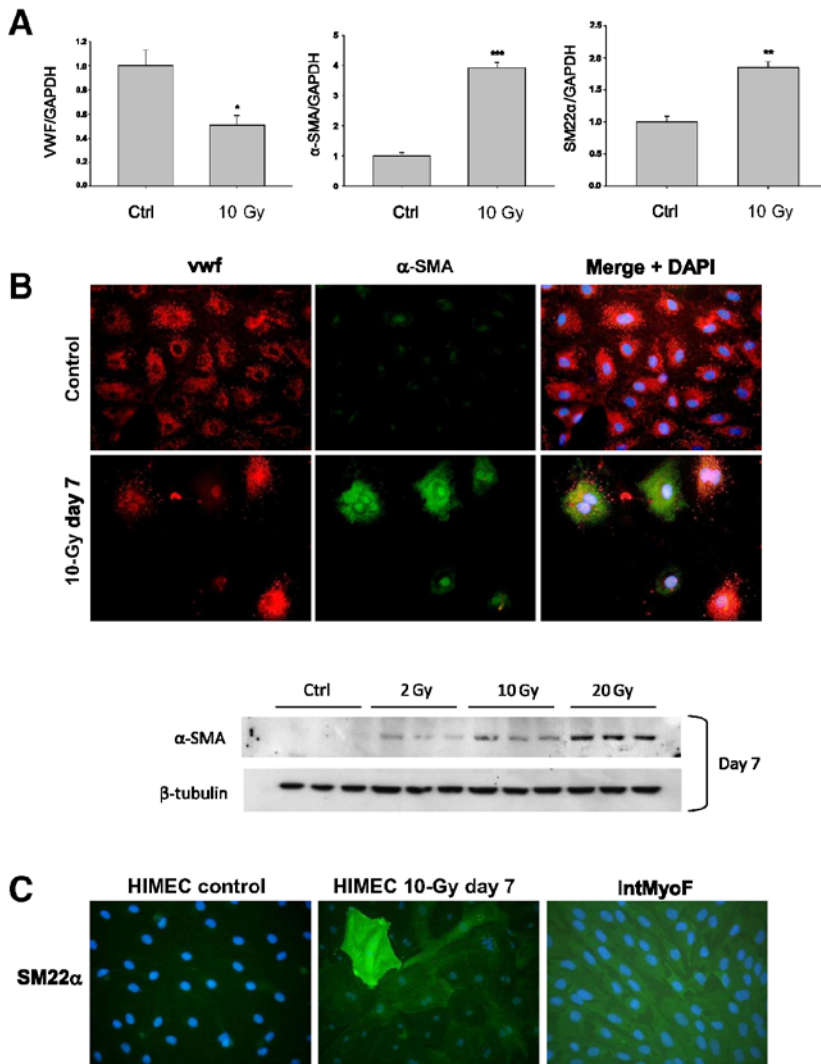 A
VWF/GAPDH
1.2
1.0
0.8
0.6
0.4
0.2
0.0
*
Ctrl
10 Gy
α-SMA/GAPDH
5
4
3
2
1
0
***
Ctrl
10 Gy
SM22α/GAPDH
2.0
1.5
1.0
0.5
0.0
**
Ctrl
10 Gy
B
vwf
α-SMA
Merge + DAPI
Control
10-Gy day 7
Ctrl
2 Gy
10 Gy
20 Gy
α-SMA
β-tubulin
Day 7
C
HIMEC control
HIMEC 10-Gy day 7
IntMyoF
SM22α